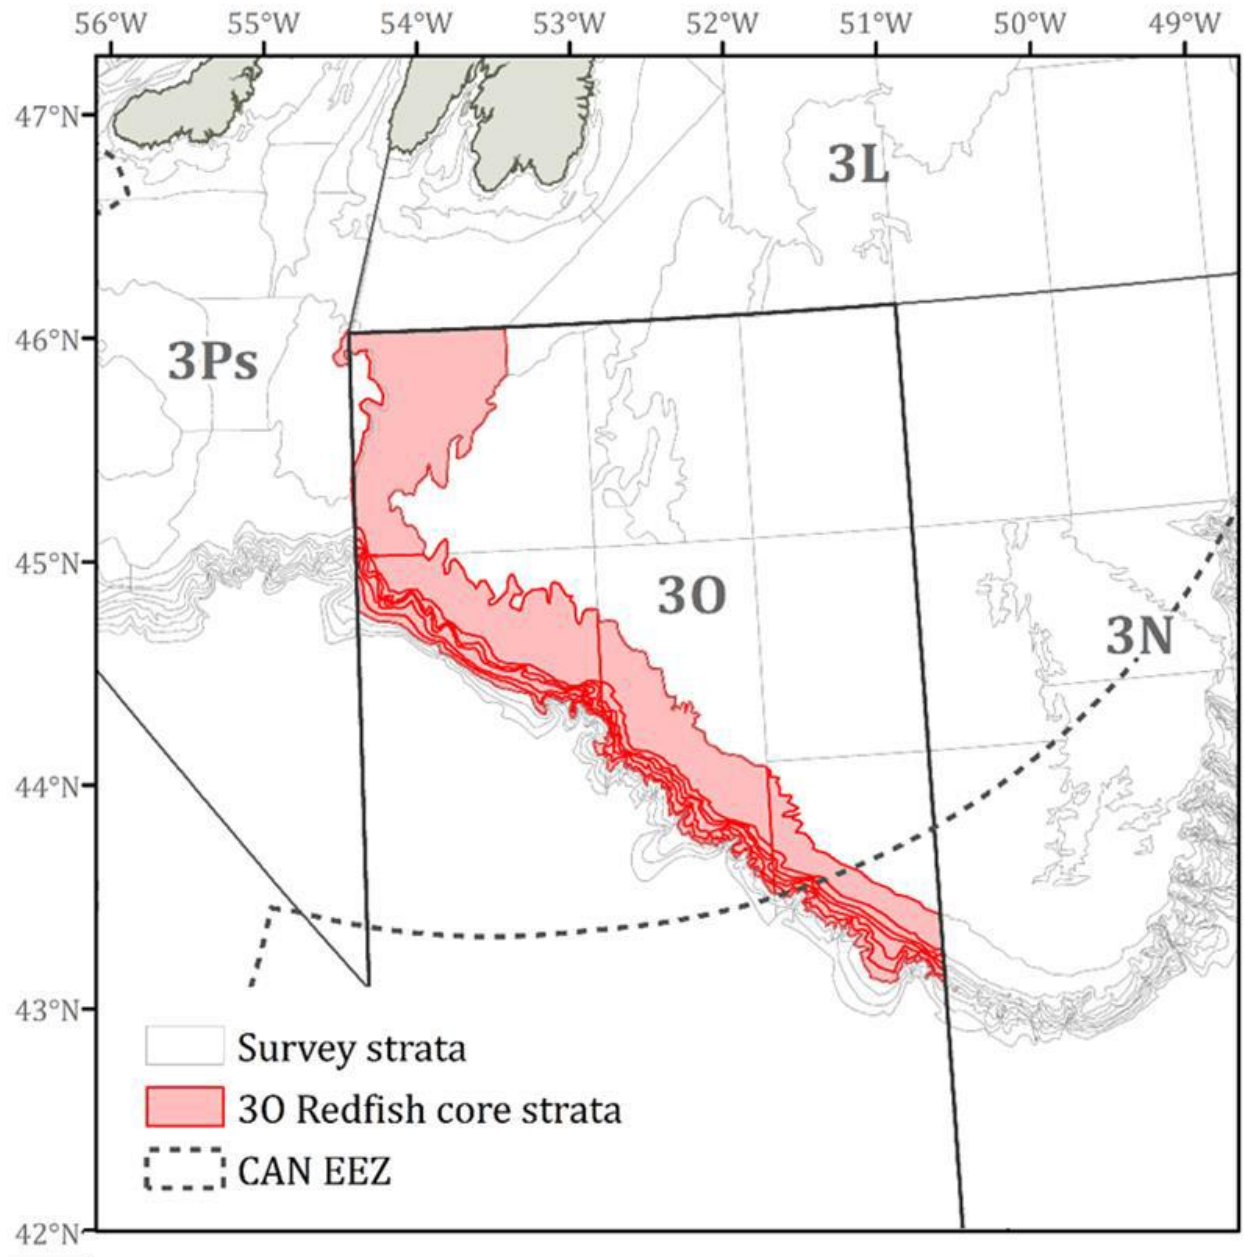 56°W 55°W 54°W 53°W 52°W 51°W 50°W 49°W
47°N
3L
46°N
3Ps
45°N
3O
3N
44°N
43°N
Survey strata
3O Redfish core strata
CAN EEZ
42°N